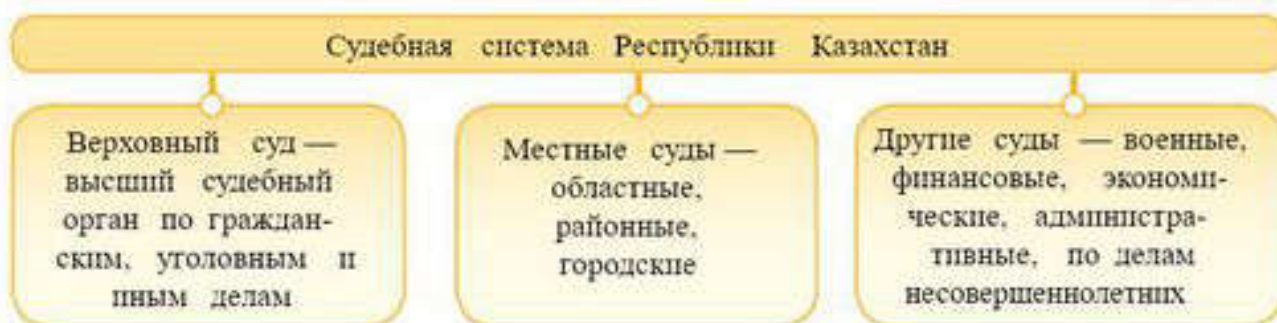 Судебная система Республики Казахстан
Верховный суд —
высший судебный
орган по граждан-
ским, уголовным и
иным делам
Местные суды —
областные,
районные,
городские
Другие суды — военные,
финансовые, экономи-
ческие, администра-
тивные, по делам
несовершеннолетних